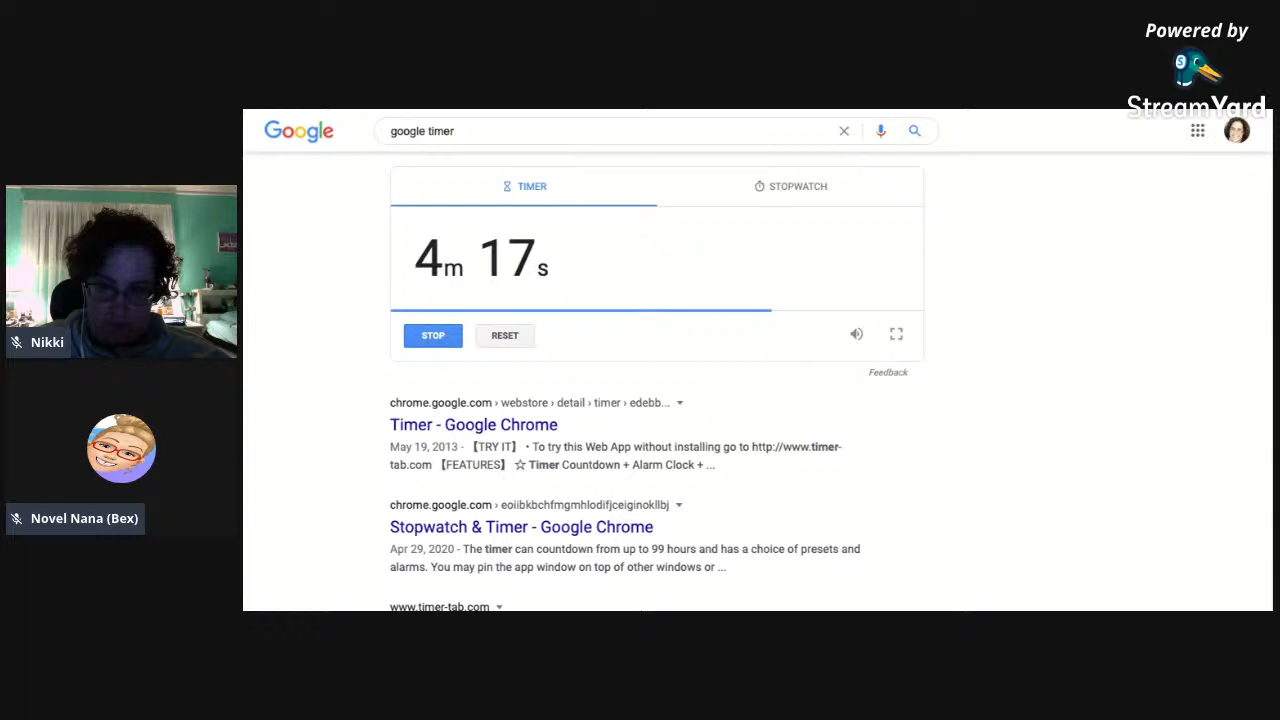 Powered by
StreamYard
Google
google timer
TIMER
STOPWATCH
4m 17s
STOP
RESET
Feedback
chrome.google.com › webstore › detail › timer › edebb...
Timer - Google Chrome
May 19, 2013 - 【TRY IT】 • To try this Web App without installing go to http://www.timer-
tab.com 【FEATURES】 ☆ Timer Countdown + Alarm Clock + ...
chrome.google.com › eoiibkbchfmgmhlodifjceiginokllbj
Stopwatch & Timer - Google Chrome
Apr 29, 2020 - The timer can countdown from up to 99 hours and has a choice of presets and
alarms. You may pin the app window on top of other windows or ...
www.timer-tab.com
Nikki
Novel Nana (Bex)